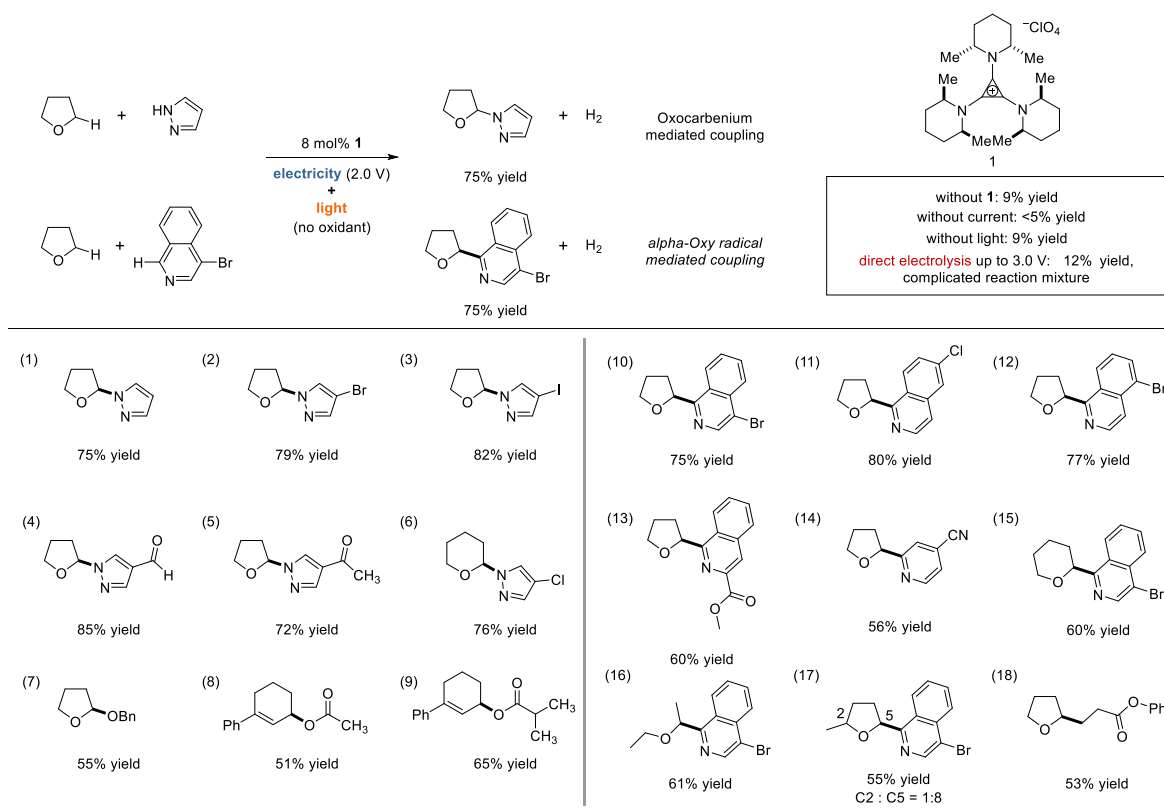 ⁻ClO₄
Me N Me
Me Me
N N
Me Me
1
O H + HN N
8 mol% 1
electricity (2.0 V)
+
light
(no oxidant)
O N N + H₂
75% yield
Oxocarbenium
mediated coupling
O H + H N Br
O N Br + H₂
75% yield
alpha-Oxy radical
mediated coupling
without 1: 9% yield
without current: <5% yield
without light: 9% yield
direct electrolysis up to 3.0 V: 12% yield,
complicated reaction mixture
(1) O N N
75% yield
(2) O N N Br
79% yield
(3) O N N I
82% yield
(4) O N N O H
85% yield
(5) O N N O CH₃
72% yield
(6) O N N Cl
76% yield
(7) O OBn
55% yield
(8) Ph O O CH₃
51% yield
(9) Ph O O CH₃ CH₃
65% yield
(10) O N Br
75% yield
(11) O N Cl
80% yield
(12) O N Br
77% yield
(13) O N O O
60% yield
(14) O N CN
56% yield
(15) O N Br
60% yield
(16) O N Br
61% yield
(17) 2 5 O N Br
55% yield
C2 : C5 = 1:8
(18) O O OPh
53% yield